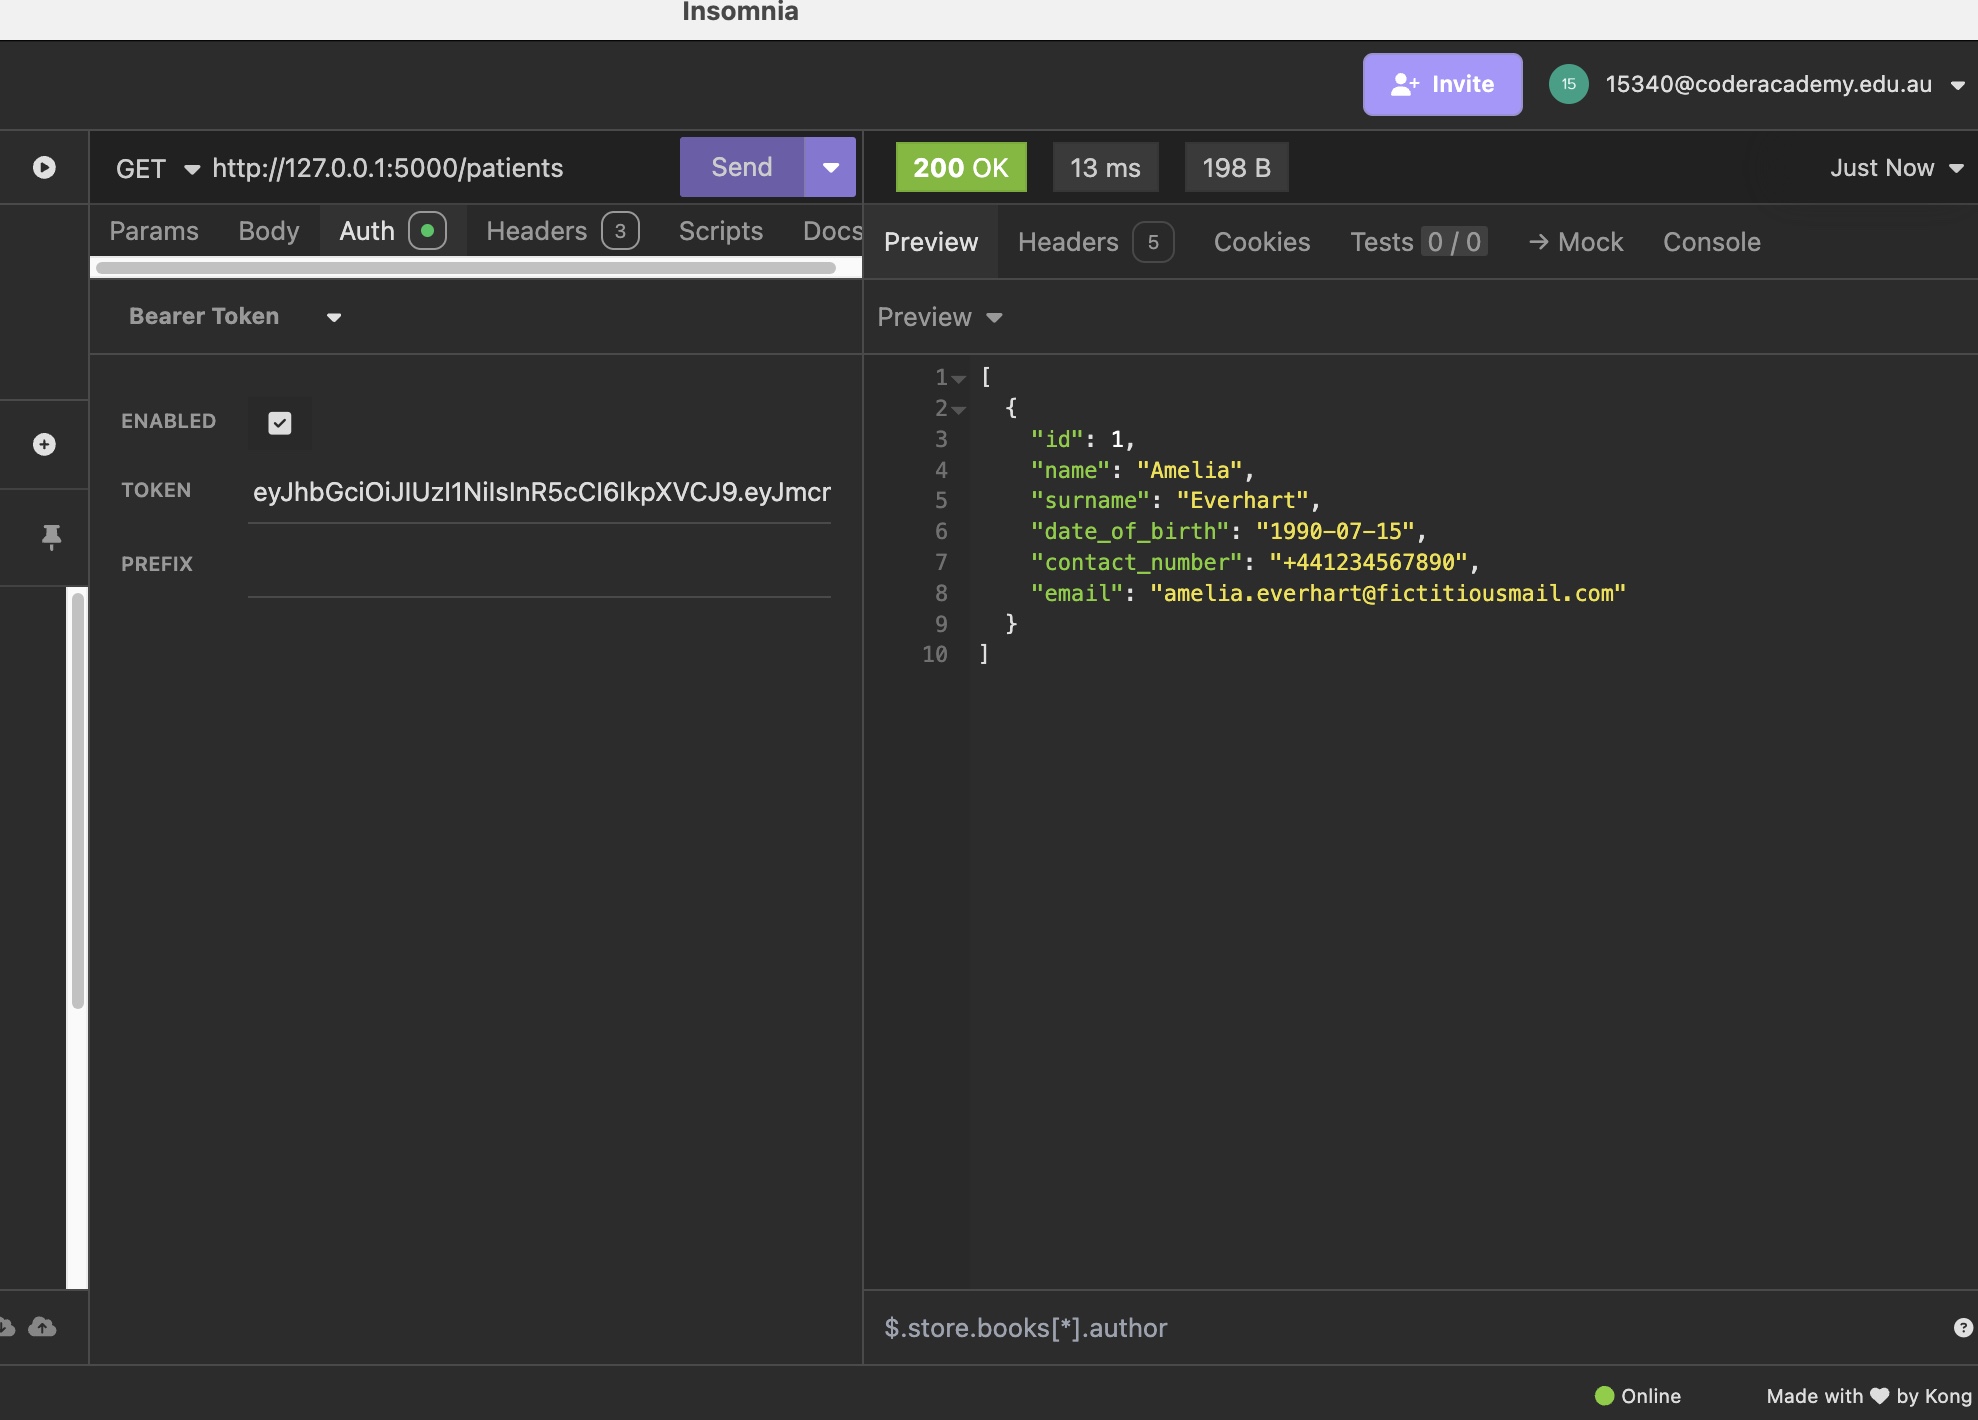 Insomnia
Invite
15 15340@coderacademy.edu.au
GET http://127.0.0.1:5000/patients
Send
200 OK 13 ms 198 B
Just Now
Params Body Auth Headers 3 Scripts Docs
Preview Headers 5 Cookies Tests 0 / 0 → Mock Console
Bearer Token
Preview
ENABLED
TOKEN eyJhbGciOiJIUzI1NiIsInR5cCI6IkpXVCJ9.eyJmcr
PREFIX
1 [
2 {
3 "id": 1,
4 "name": "Amelia",
5 "surname": "Everhart",
6 "date_of_birth": "1990-07-15",
7 "contact_number": "+441234567890",
8 "email": "amelia.everhart@fictitiousmail.com"
9 }
10 ]
$.store.books[*].author
?
Online
Made with ♥ by Kong